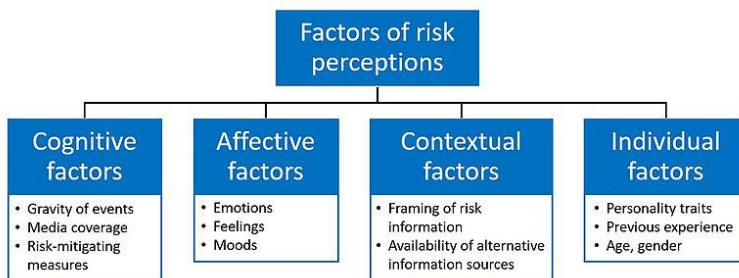 Factors of risk
perceptions
Cognitive
factors
• Gravity of events
• Media coverage
• Risk-mitigating
measures
Affective
factors
• Emotions
• Feelings
• Moods
Contextual
factors
• Framing of risk
information
• Availability of alternative
information sources
Individual
factors
• Personality traits
• Previous experience
• Age, gender